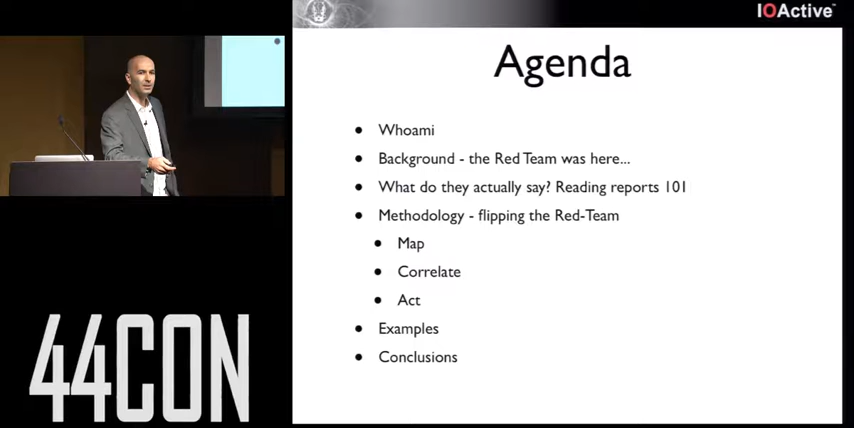 IOActive™
Agenda
Whoami
Background - the Red Team was here...
What do they actually say? Reading reports 101
Methodology - flipping the Red-Team
Map
Correlate
Act
Examples
Conclusions
44CON